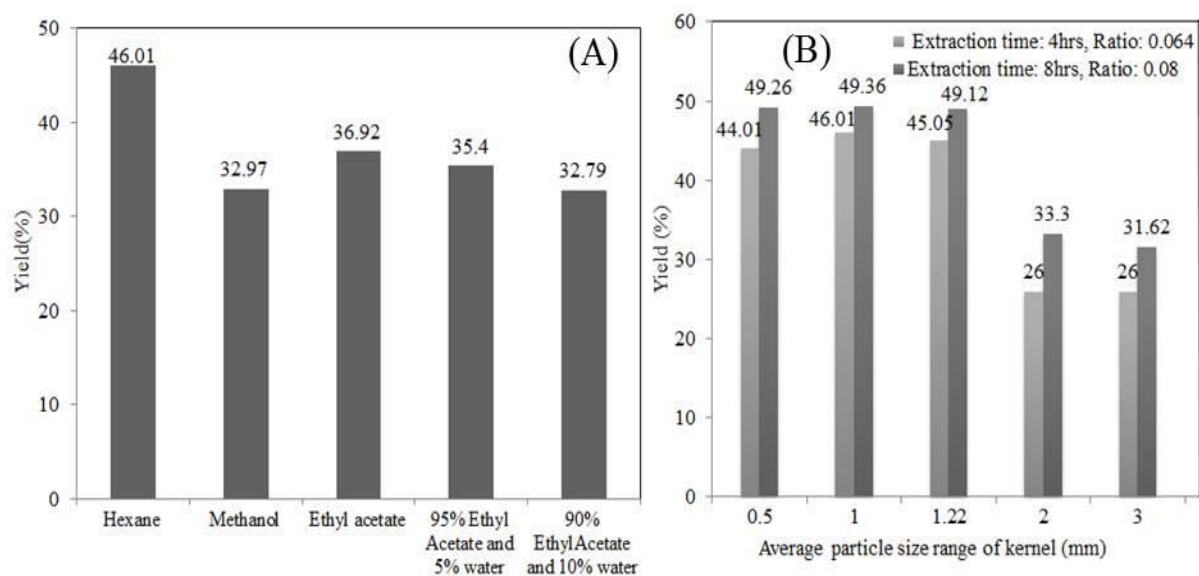 (A)
Yield(%)
50
40
30
20
10
0
46.01
32.97
36.92
35.4
32.79
Hexane
Methanol
Ethyl acetate
95% Ethyl
Acetate and
5% water
90%
Ethyl Acetate
and 10% water
(B)
Extraction time: 4hrs, Ratio: 0.064
Extraction time: 8hrs, Ratio: 0.08
Yield (%)
60
50
40
30
20
10
0
44.01
49.26
46.01
49.36
45.05
49.12
26
33.3
26
31.62
0.5
1
1.22
2
3
Average particle size range of kernel (mm)